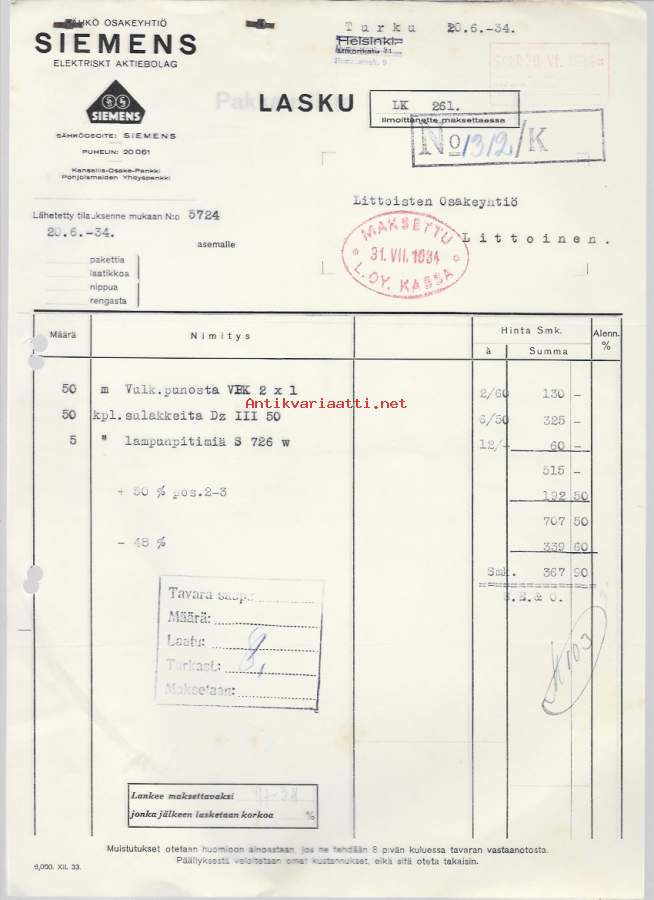 SÄHKÖ OSAKEYHTIÖ
SIEMENS
ELEKTRISKT AKTIEBOLAG
SIEMENS
SÄHKÖOSOITE: SIEMENS
PUHELIN: 20 061
Kansallis-Osake-Pankki
Pohjoismaiden Yhdyspankki
Turku 20.6.-34.
Helsinki
LASKU
LK 261.
ilmoittanette maksettaessa
No 1312/K
Littoisten Osakeyhtiö
Littoinen.
MAKSETTU
31. VII. 1934
L. OY. KASSA
Lähetetty tilauksenne mukaan N:o 5724
20.6.-34. asemalle
pakettia
laatikkoa
nippua
rengasta
Määrä Nimitys Hinta Smk. Alenn. %
à Summa
50 m Vulk.punosta VEK 2 x 1 2/60 130 -
Antikvariaatti.net
50 kpl.sulakkeita Dz III 50 6/50 325 -
5 " lampunpitimiä S 726 w 12/- 60 -
515 -
+ 50 % pos.2-3 192 50
707 50
- 48 % 339 60
Smk. 367 90
S.E.& O.
Tavara saap.:
Määrä:
Laatu:
Tarkast.:
Maksetaan:
Lankee maksettavaksi
jonka jälkeen lasketaan korkoa %
Muistutukset otetaan huomioon ainoastaan, jos ne tehdään 8 p:vän kuluessa tavaran vastaanotosta.
Päällyksestä veloitetaan omat kustannukset, eikä sitä oteta takaisin.
6,000. XII. 33.